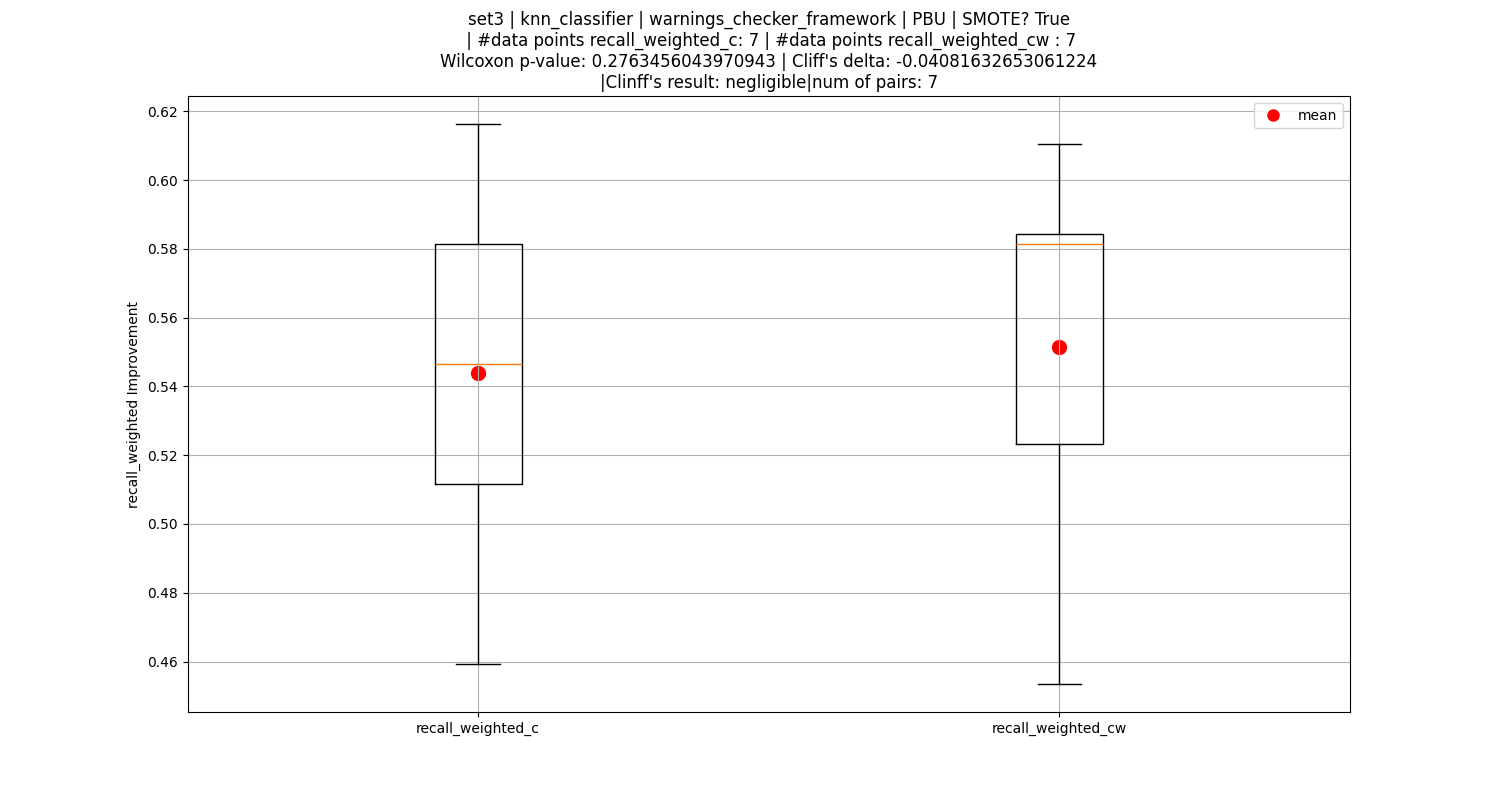 set3 | knn_classifier | warnings_checker_framework | PBU | SMOTE? True
| #data points recall_weighted_c: 7 | #data points recall_weighted_cw : 7
Wilcoxon p-value: 0.2763456043970943 | Cliff's delta: -0.04081632653061224
|Clinff's result: negligible|num of pairs: 7
mean
0.62
0.60
0.58
0.56
0.54
0.52
0.50
0.48
0.46
recall_weighted Improvement
recall_weighted_c
recall_weighted_cw